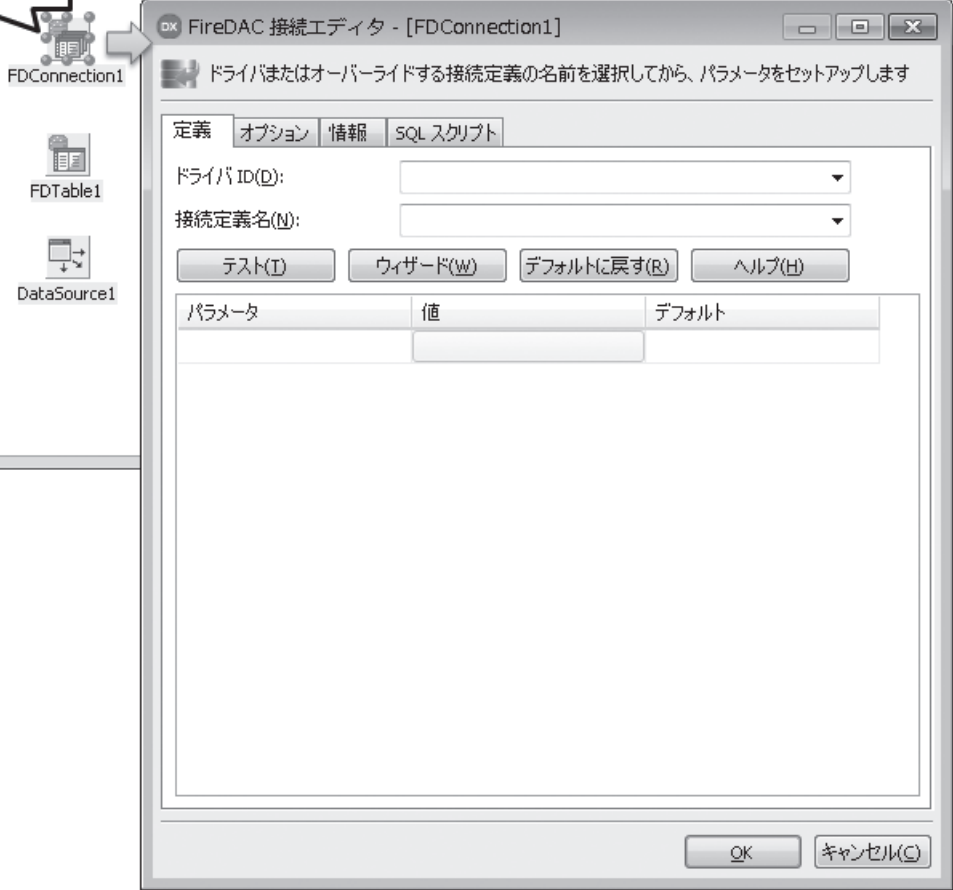 FDConnection1
FDTable1
DataSource1
DX FireDAC 接続エディタ - [FDConnection1]
ドライバまたはオーバーライドする接続定義の名前を選択してから、パラメータをセットアップします
定義 オプション 情報 SQL スクリプト
ドライバ ID(D):
接続定義名(N):
テスト(T) ウィザード(W) デフォルトに戻す(R) ヘルプ(H)
パラメータ 値 デフォルト
OK キャンセル(C)